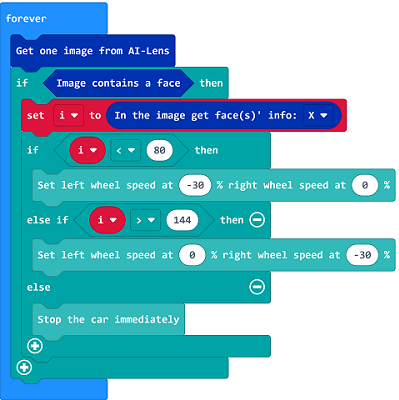 forever
Get one image from AI-Lens
if Image contains a face then
set i to In the image get face(s)' info: X
if i < 80 then
Set left wheel speed at -30 % right wheel speed at 0 %
else if i > 144 then
Set left wheel speed at 0 % right wheel speed at -30 %
else
Stop the car immediately